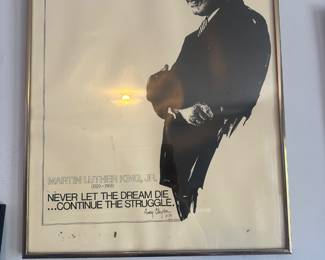 MARTIN LUTHER KING, JR.
(1929-1968)
NEVER LET THE DREAM DIE
...CONTINUE THE STRUGGLE.